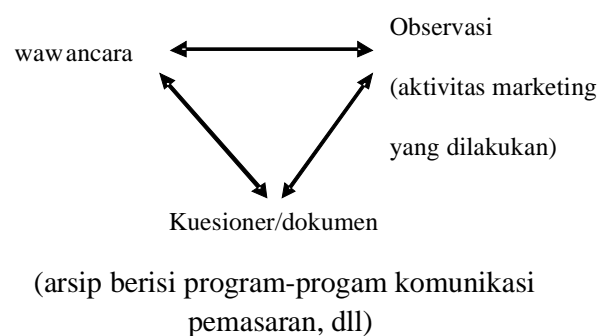 wawancara
Observasi
(aktivitas marketing
yang dilakukan)
Kuesioner/dokumen
(arsip berisi program-progam komunikasi
pemasaran, dll)